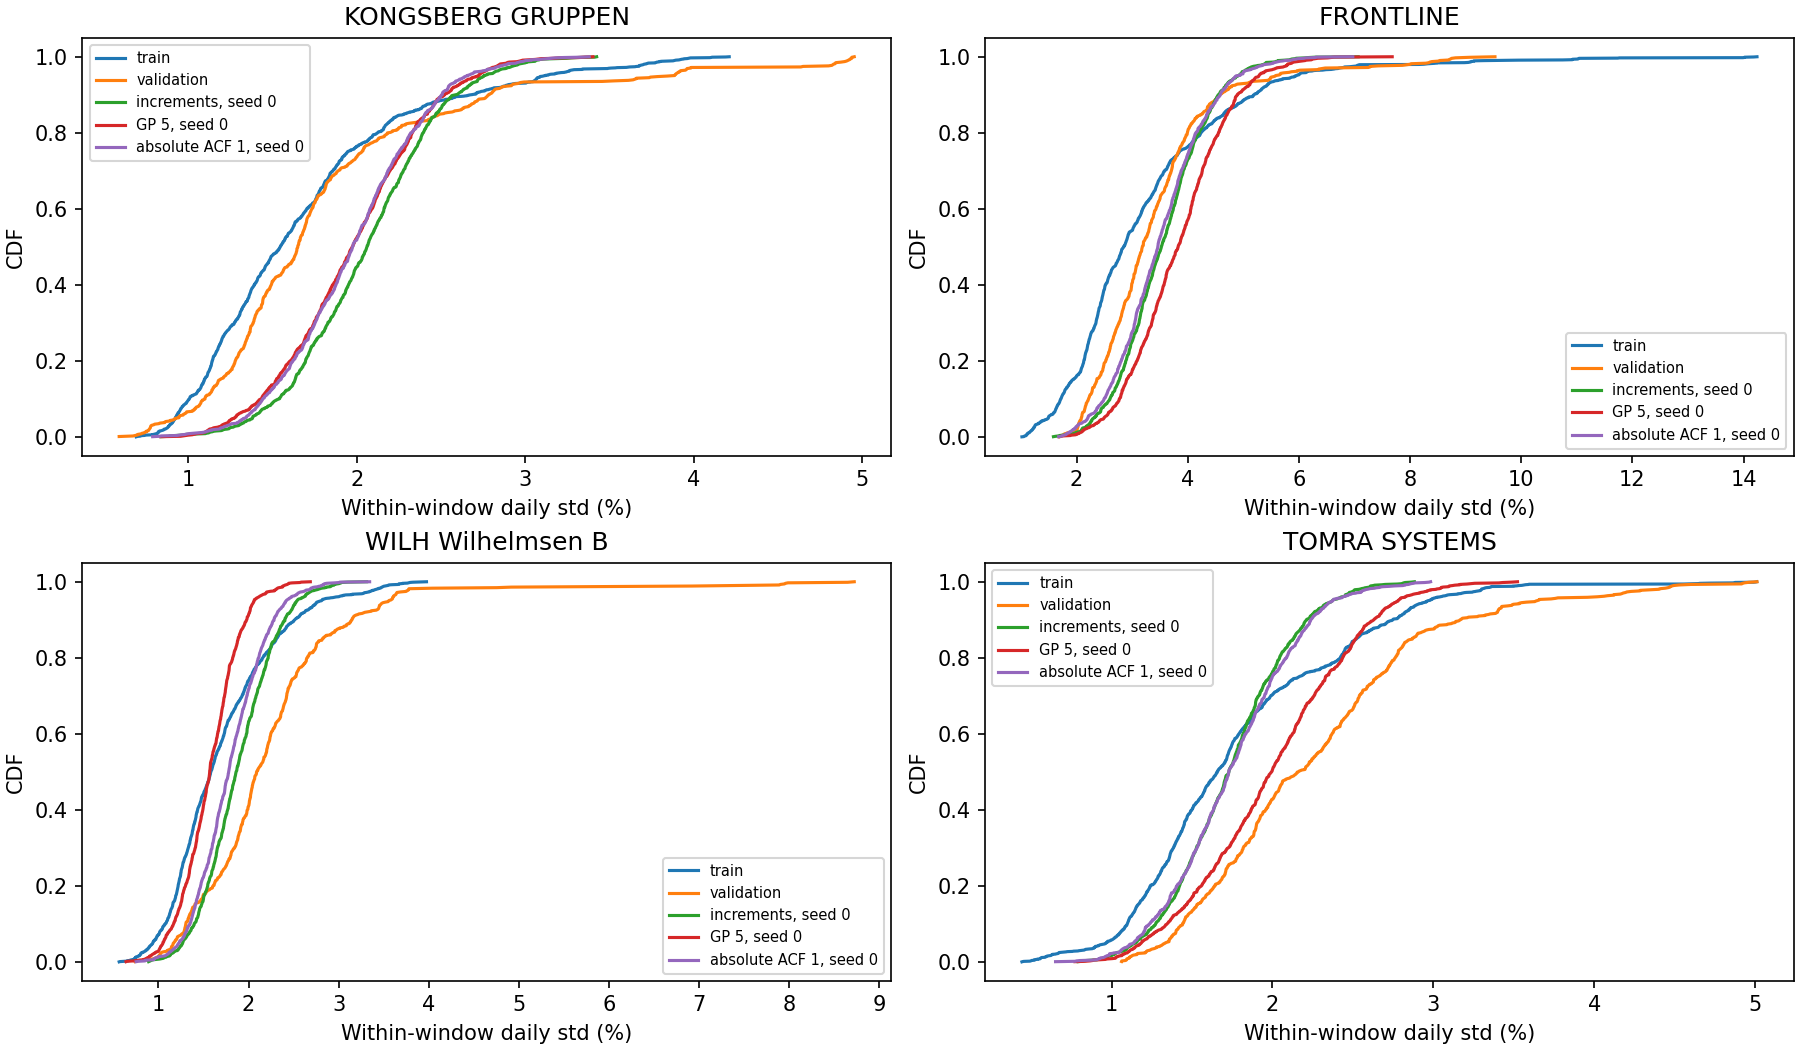 KONGSBERG GRUPPEN
1.0
0.8
0.6
0.4
0.2
0.0
CDF
train
validation
increments, seed 0
GP 5, seed 0
absolute ACF 1, seed 0
1 2 3 4 5
Within-window daily std (%)
FRONTLINE
1.0
0.8
0.6
0.4
0.2
0.0
CDF
train
validation
increments, seed 0
GP 5, seed 0
absolute ACF 1, seed 0
2 4 6 8 10 12 14
Within-window daily std (%)
WILH Wilhelmsen B
1.0
0.8
0.6
0.4
0.2
0.0
CDF
train
validation
increments, seed 0
GP 5, seed 0
absolute ACF 1, seed 0
1 2 3 4 5 6 7 8 9
Within-window daily std (%)
TOMRA SYSTEMS
1.0
0.8
0.6
0.4
0.2
0.0
CDF
train
validation
increments, seed 0
GP 5, seed 0
absolute ACF 1, seed 0
1 2 3 4 5
Within-window daily std (%)